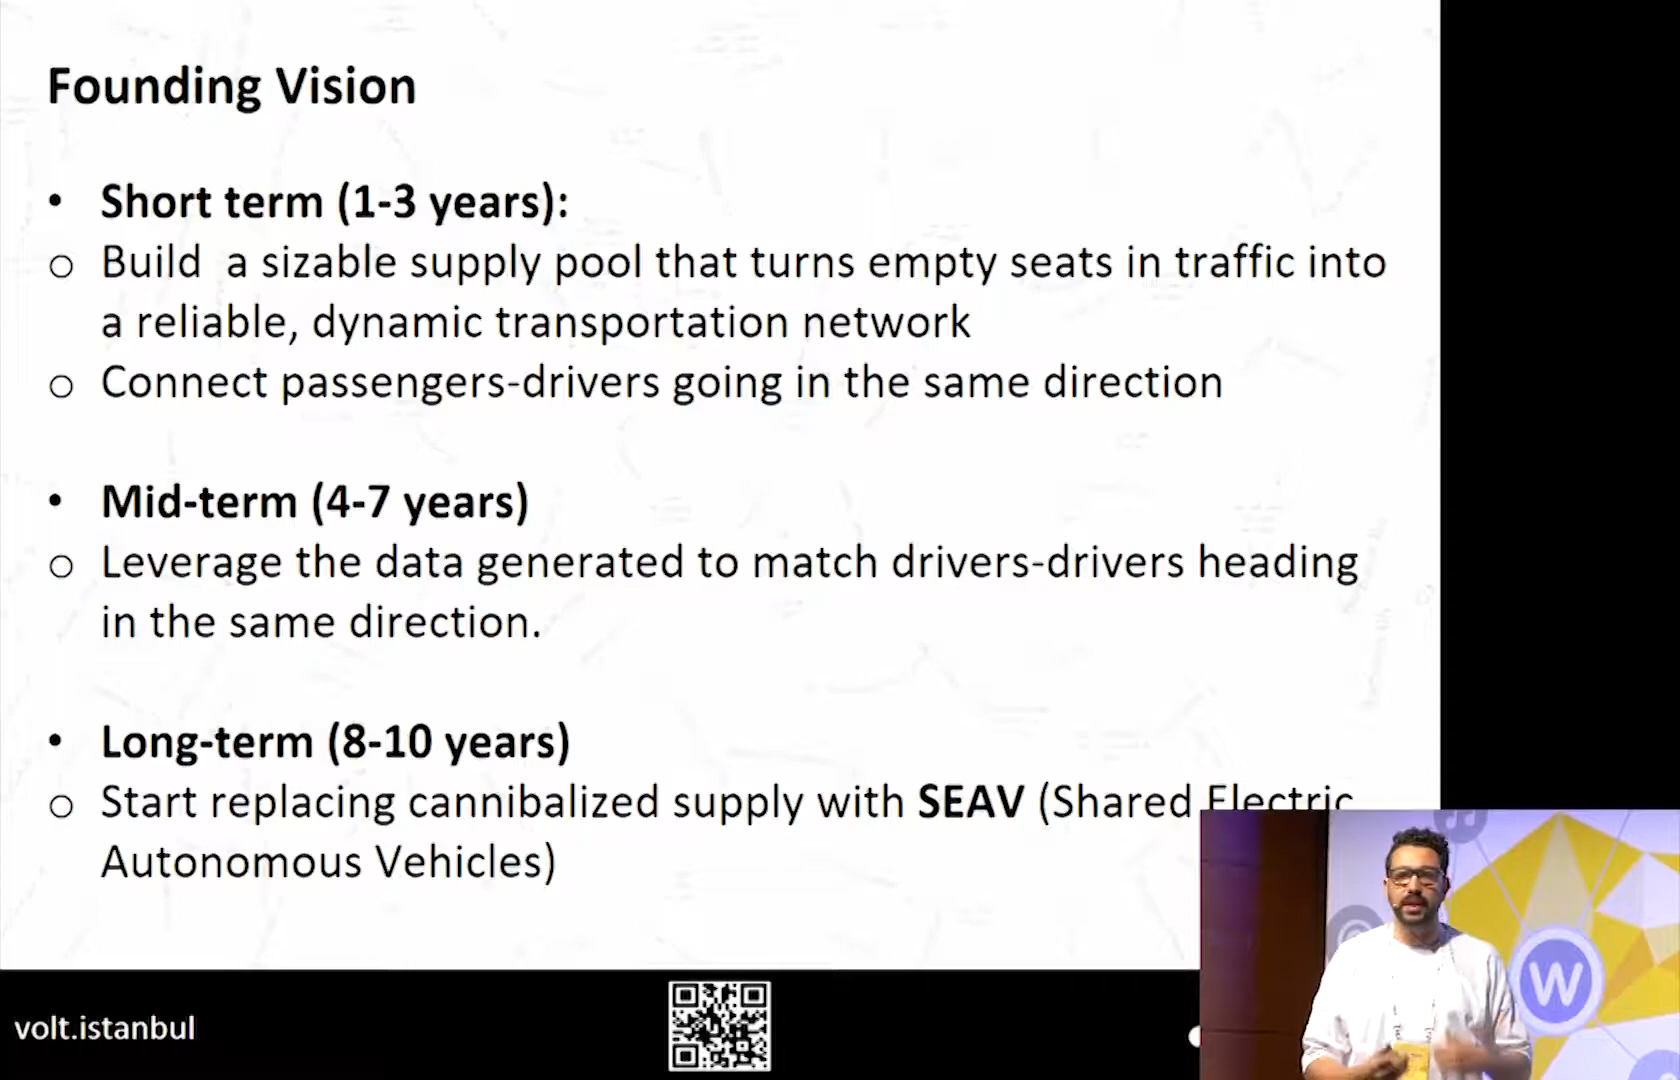 Founding Vision
• Short term (1-3 years):
o Build a sizable supply pool that turns empty seats in traffic into
a reliable, dynamic transportation network
o Connect passengers-drivers going in the same direction
• Mid-term (4-7 years)
o Leverage the data generated to match drivers-drivers heading
in the same direction.
• Long-term (8-10 years)
o Start replacing cannibalized supply with SEAV (Shared Electric
Autonomous Vehicles)
volt.istanbul
W